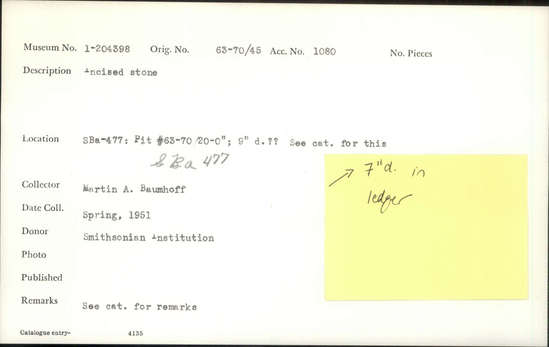 Museum No. 1-204398 Orig. No. 63-70/45 Acc. No. 1080 No. Pieces
Description Incised stone
Location SBa-477: Pit #63-70/20-0"; 9" d.?? See cat. for this
SBa 477
→ 7"d. in
ledger
Collector Martin A. Baumhoff
Date Coll. Spring, 1951
Donor Smithsonian Institution
Photo
Published
Remarks See cat. for remarks
Catalogue entry- 4135